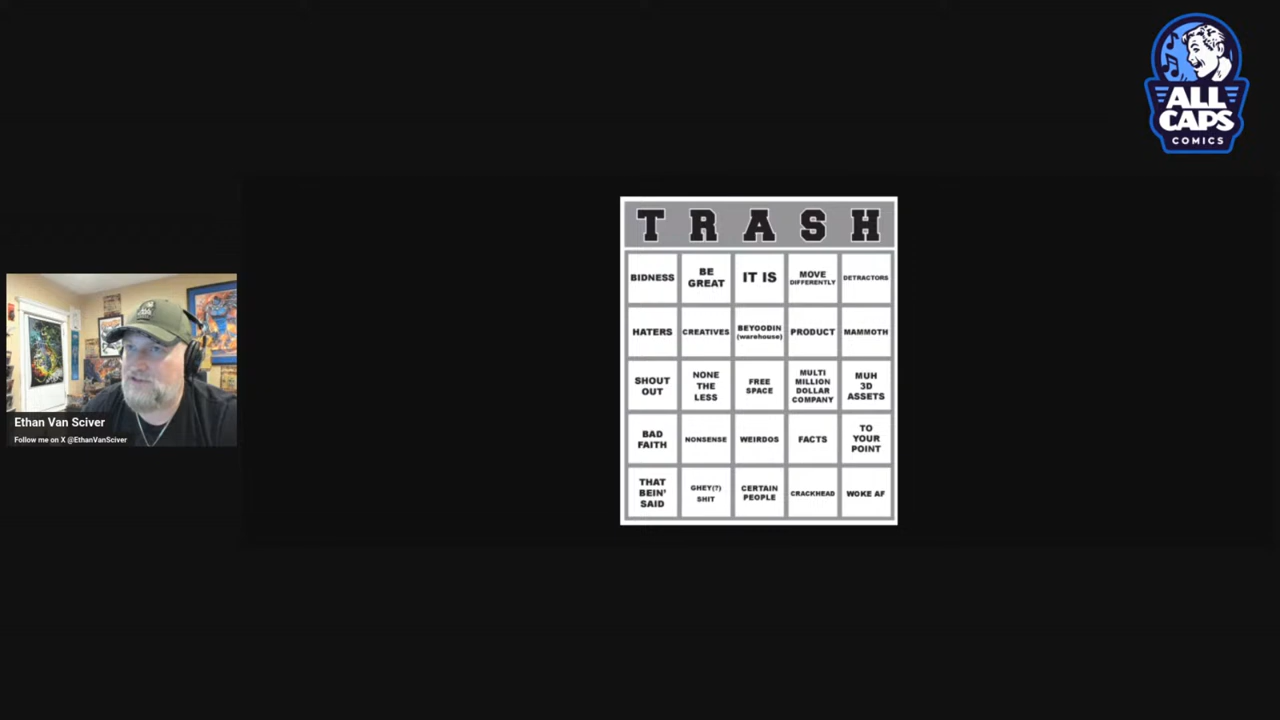 ALL
CAPS
COMICS
T R A S H
BIDNESS
BE
GREAT
IT IS
MOVE
DIFFERENTLY
DETRACTORS
HATERS
CREATIVES
BEYOODIN
(warehouse)
PRODUCT
MAMMOTH
SHOUT
OUT
NONE
THE
LESS
FREE
SPACE
MULTI
MILLION
DOLLAR
COMPANY
MUH
3D
ASSETS
BAD
FAITH
NONSENSE
WEIRDOS
FACTS
TO
YOUR
POINT
THAT
BEIN'
SAID
GHEY(?)
SHIT
CERTAIN
PEOPLE
CRACKHEAD
WOKE AF
Ethan Van Sciver
Follow me on X @EthanVanSciver